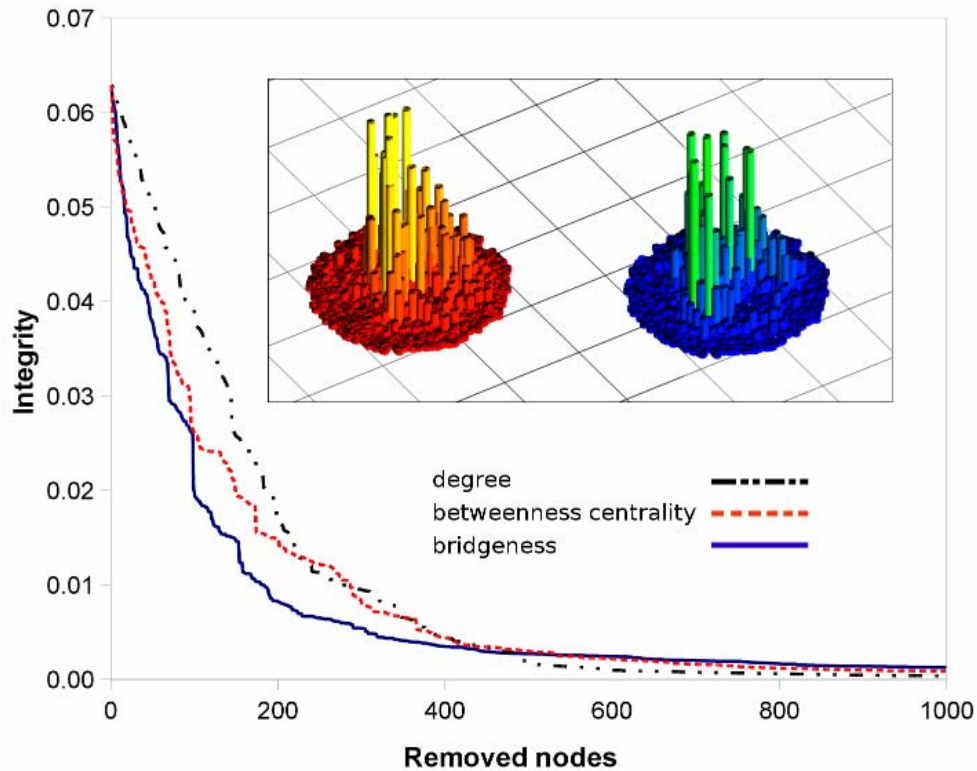 0.07
0.06
0.05
0.04
0.03
0.02
0.01
0.00
Integrity
degree
betweenness centrality
bridgeness
0 200 400 600 800 1000
Removed nodes